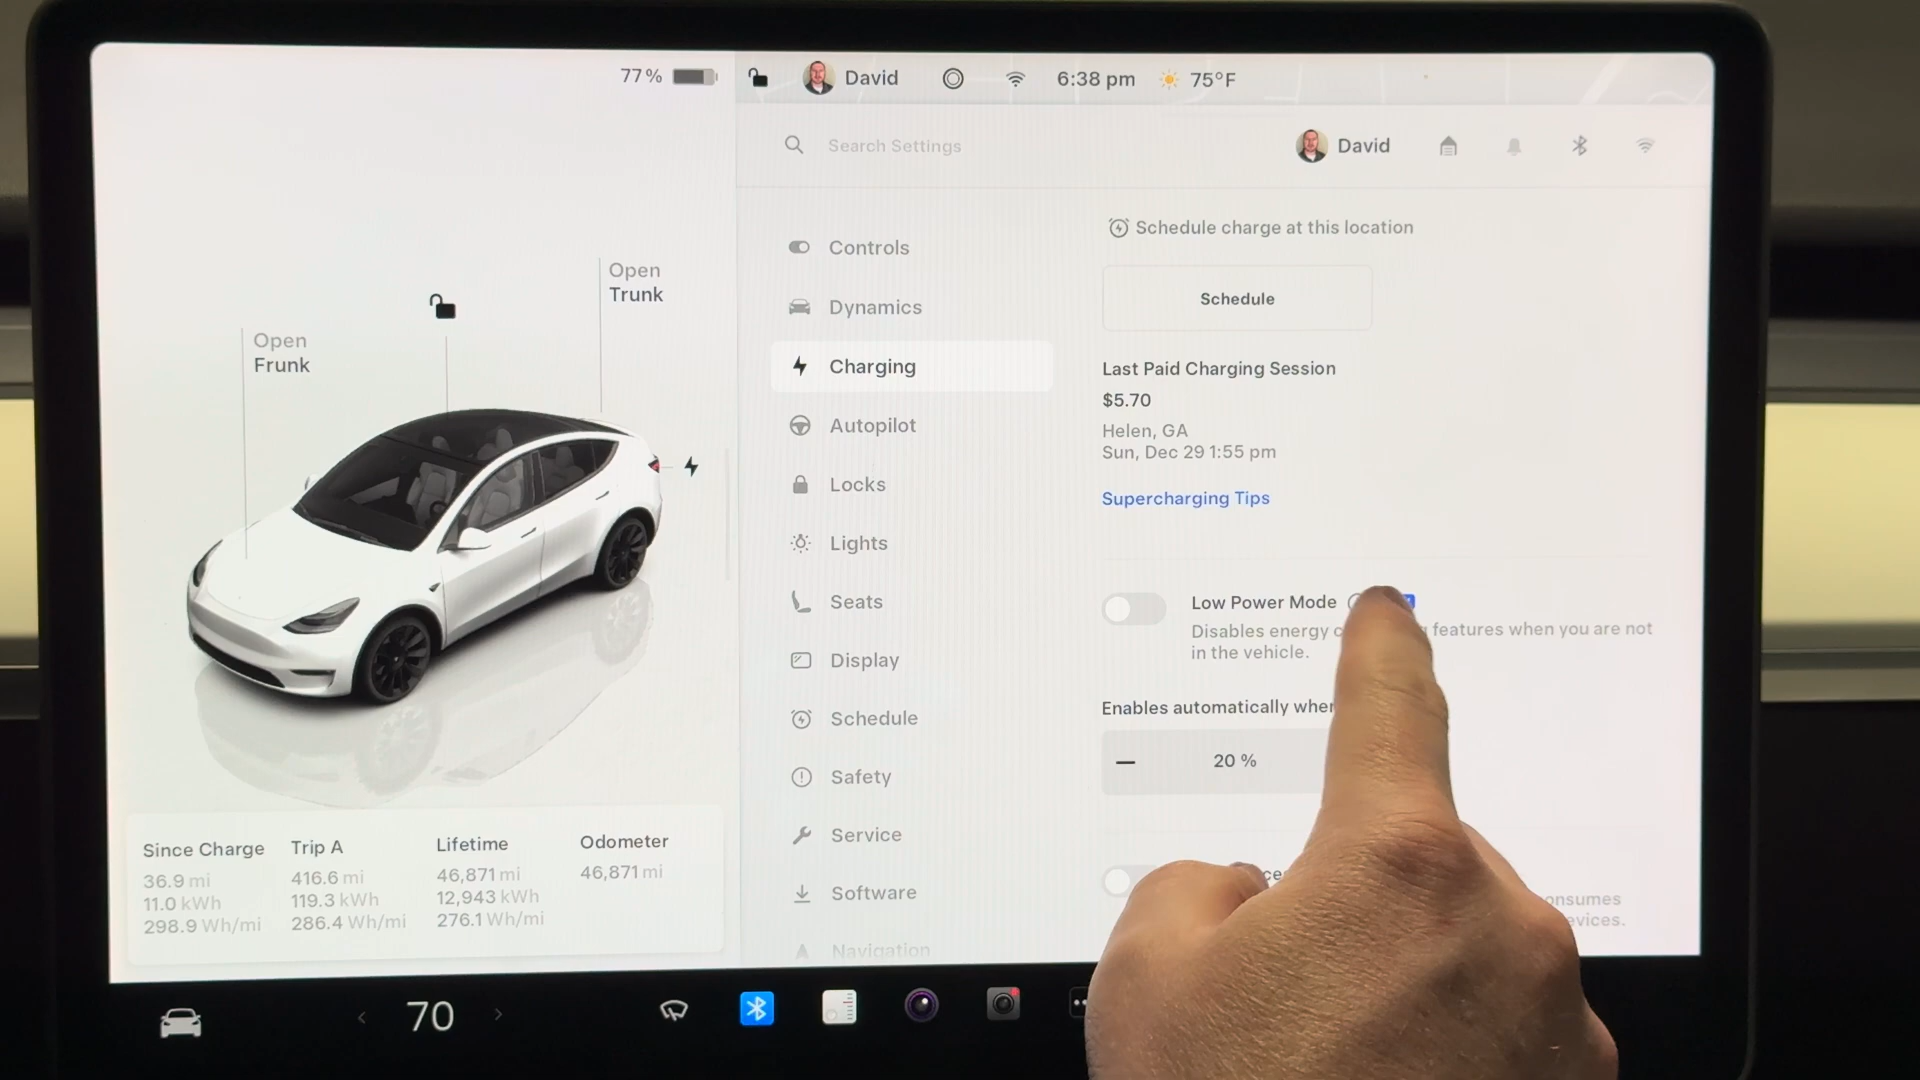 77%
David
6:38 pm
75°F
Search Settings
David
Open
Frunk
Open
Trunk
Controls
Dynamics
Charging
Autopilot
Locks
Lights
Seats
Display
Schedule
Safety
Service
Software
Navigation
Schedule charge at this location
Schedule
Last Paid Charging Session
$5.70
Helen, GA
Sun, Dec 29 1:55 pm
Supercharging Tips
Low Power Mode
Disables energy features when you are not
in the vehicle.
Enables automatically
20 %
Since Charge
36.9 mi
11.0 kWh
298.9 Wh/mi
Trip A
416.6 mi
119.3 kWh
286.4 Wh/mi
Lifetime
46,871 mi
12,943 kWh
276.1 Wh/mi
Odometer
46,871 mi
70